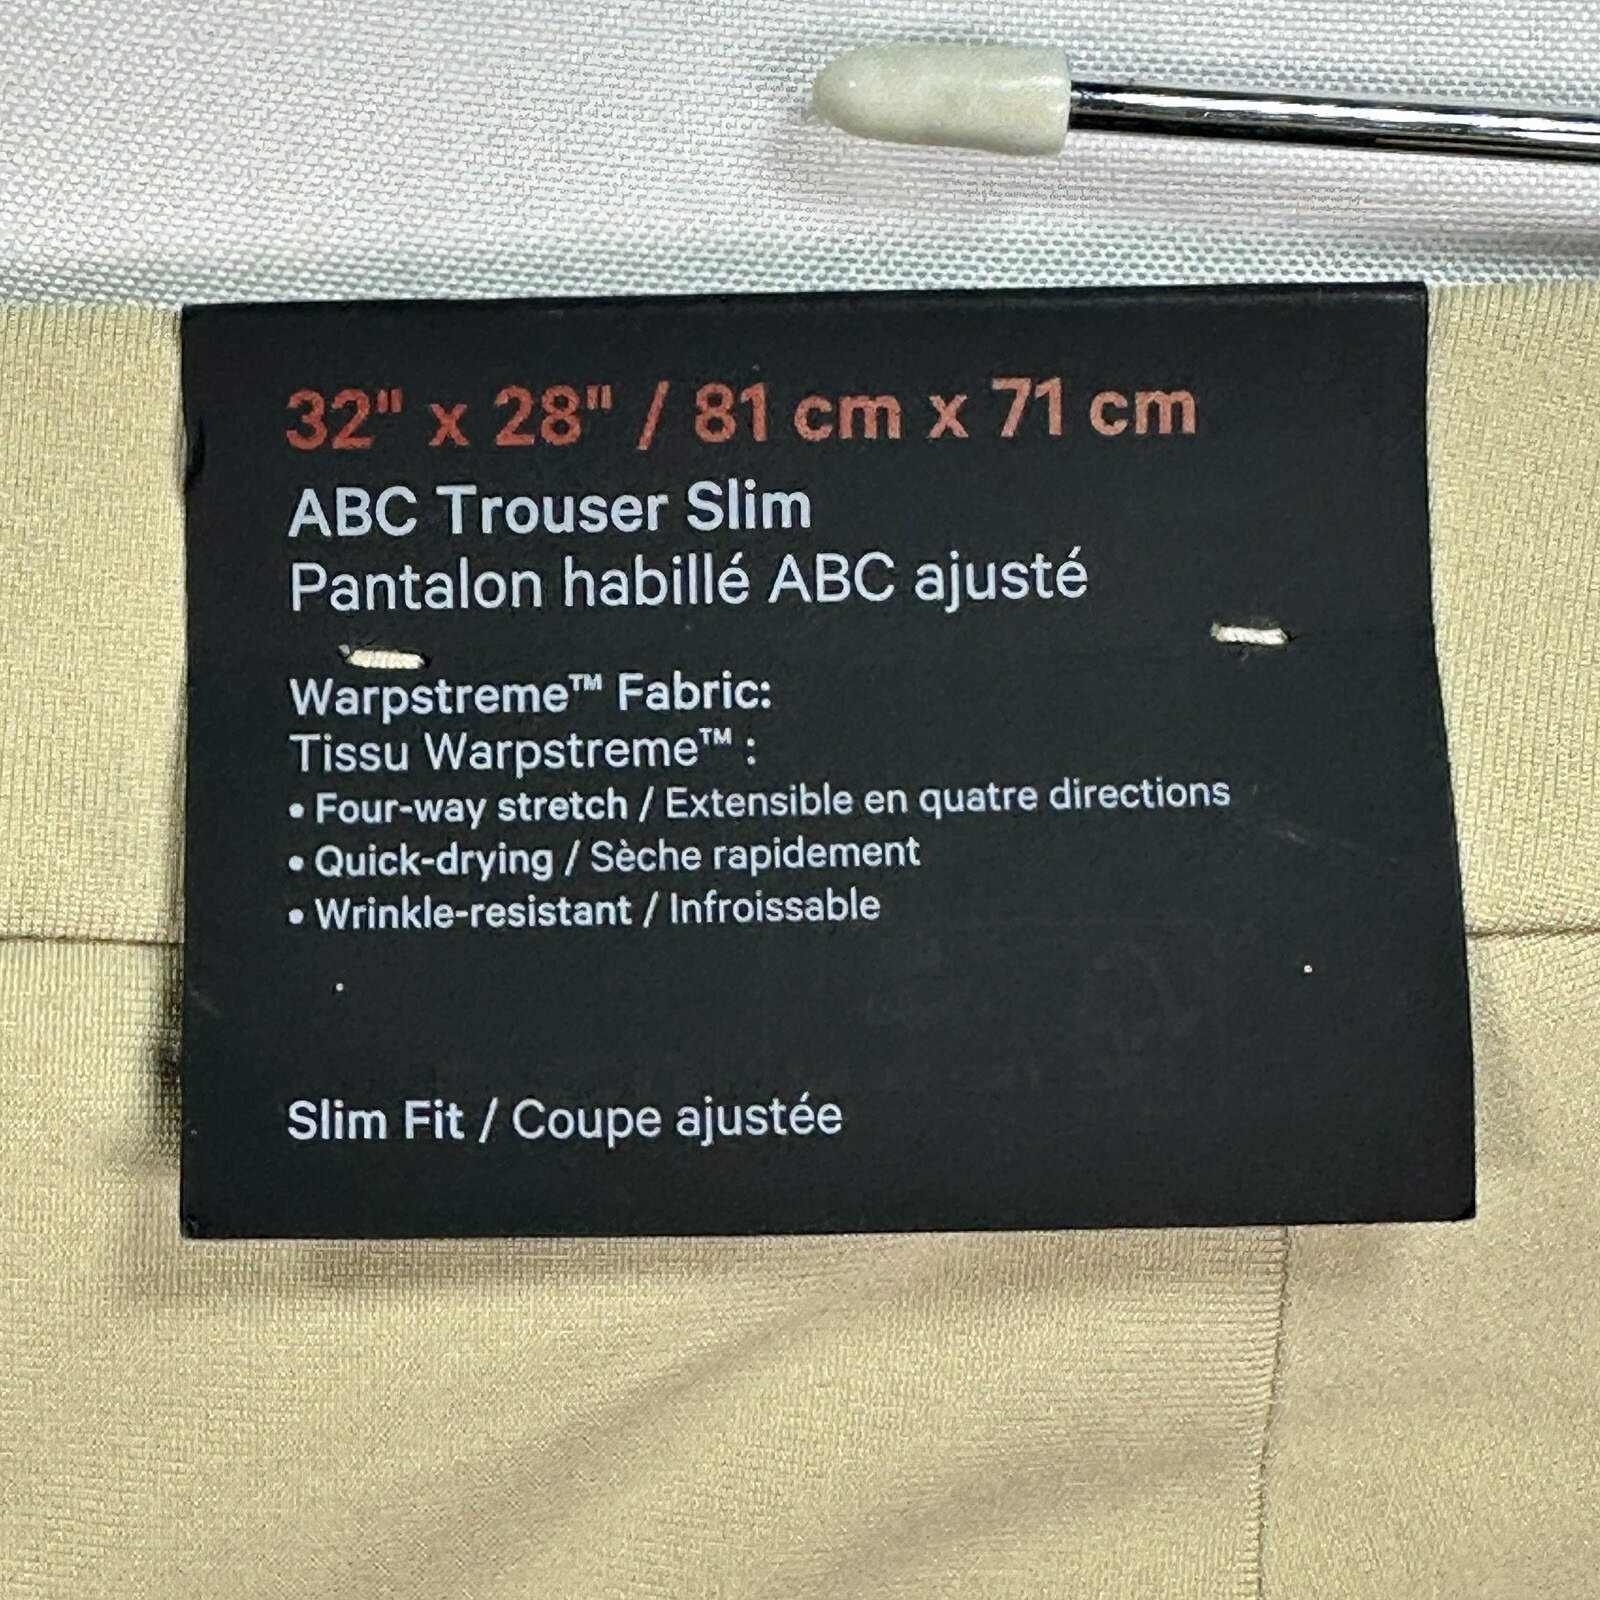 32" x 28" / 81 cm x 71 cm
ABC Trouser Slim
Pantalon habillé ABC ajusté
Warpstreme™ Fabric:
Tissu Warpstreme™ :
• Four-way stretch / Extensible en quatre directions
• Quick-drying / Sèche rapidement
• Wrinkle-resistant / Infroissable
Slim Fit / Coupe ajustée